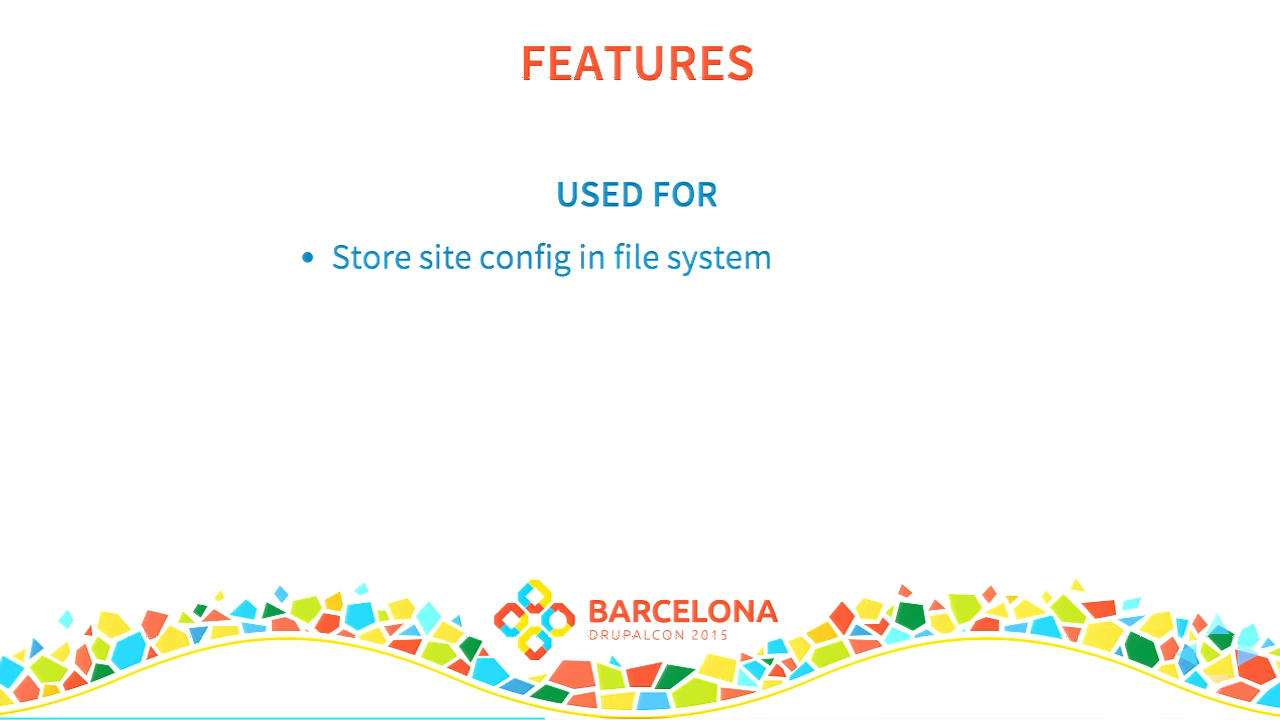 FEATURES
USED FOR
• Store site config in file system
BARCELONA
DRUPALCON 2015